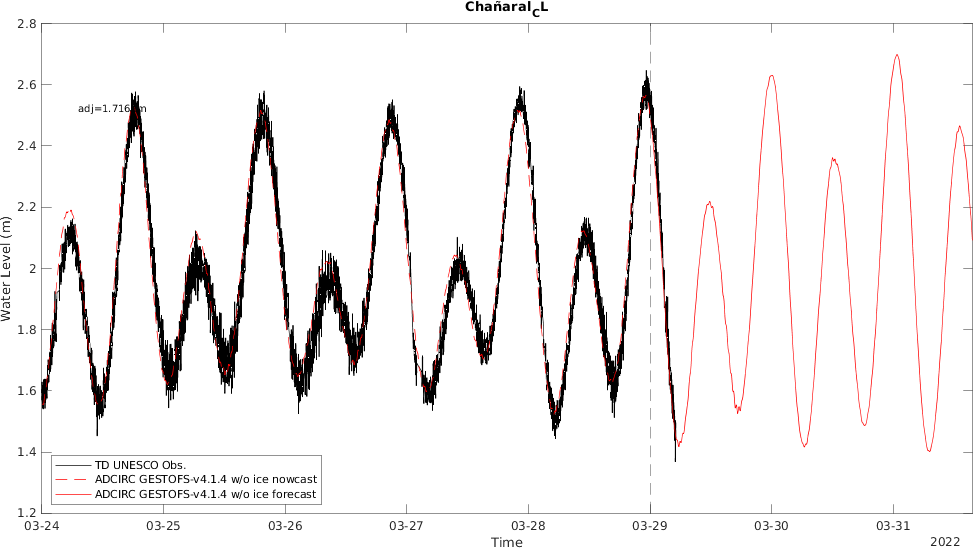 Chañaral_CL
2.8
2.6
2.4
2.2
2
1.8
1.6
1.4
1.2
Water Level (m)
adj=1.716 m
TD UNESCO Obs.
ADCIRC GESTOFS-v4.1.4 w/o ice nowcast
ADCIRC GESTOFS-v4.1.4 w/o ice forecast
03-24 03-25 03-26 03-27 03-28 03-29 03-30 03-31
Time
2022